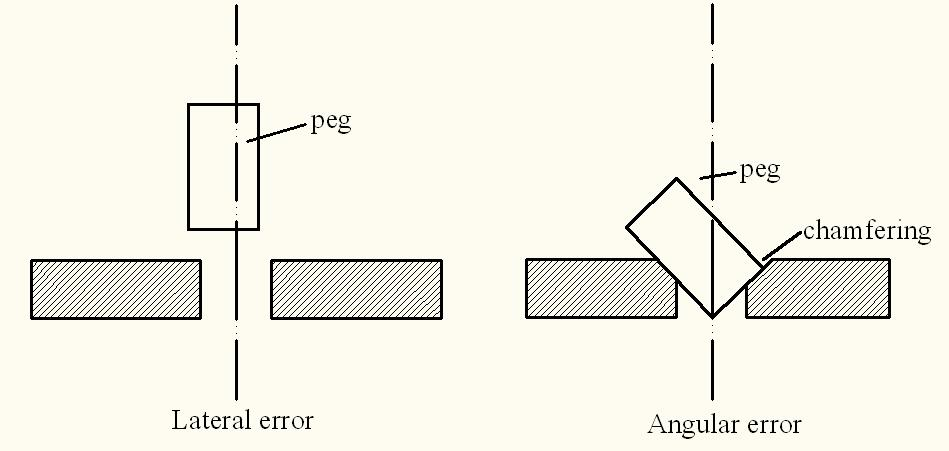 peg
peg
chamfering
Lateral error
Angular error